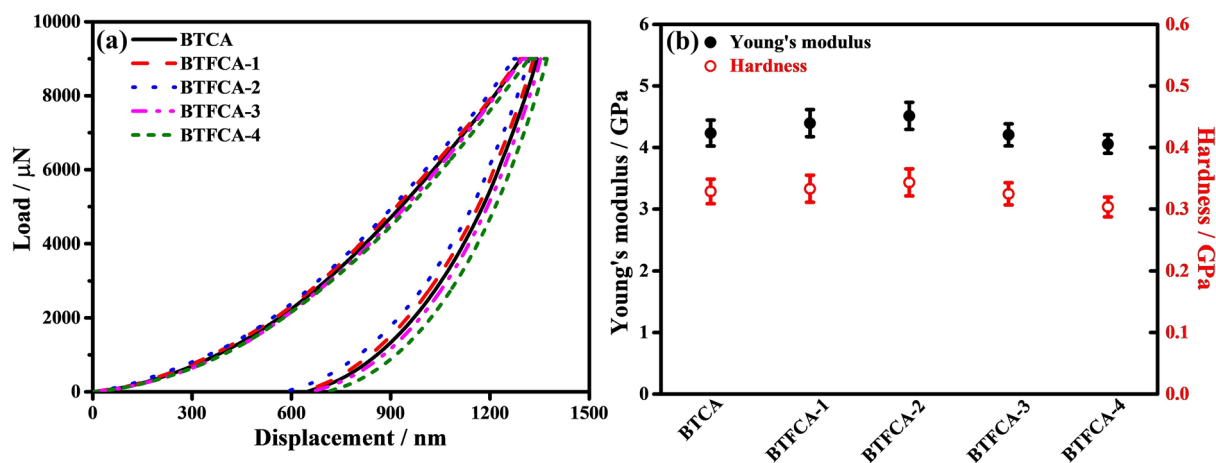 (a)
BTCA
BTFCA-1
BTFCA-2
BTFCA-3
BTFCA-4
Load / μN
10000
8000
6000
4000
2000
0
0 300 600 900 1200 1500
Displacement / nm
(b)
Young's modulus
Hardness
Young's modulus / GPa
6
5
4
3
2
1
0
0.6
0.5
0.4
0.3
0.2
0.1
0.0
Hardness / GPa
BTCA BTFCA-1 BTFCA-2 BTFCA-3 BTFCA-4